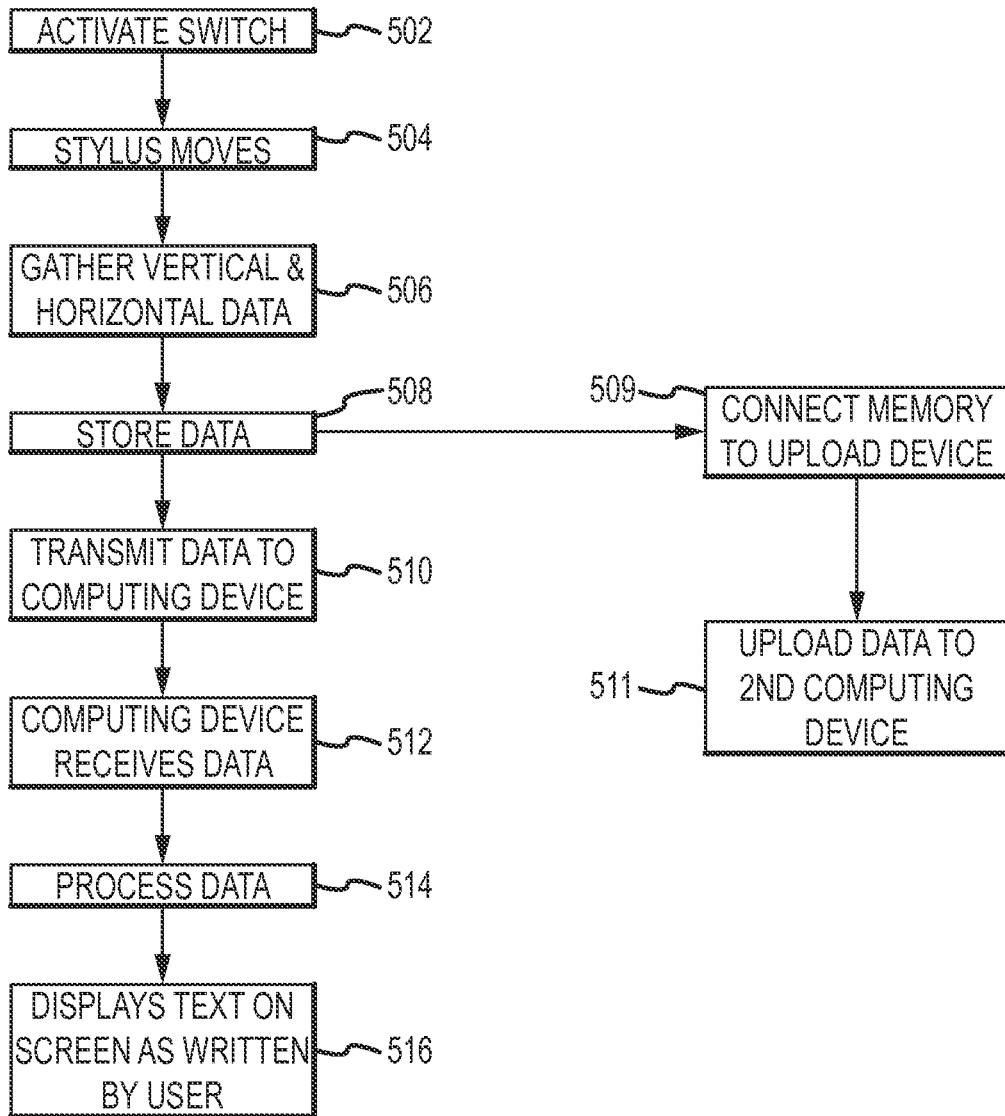 ACTIVATE SWITCH
502
STYLUS MOVES
504
GATHER VERTICAL &
HORIZONTAL DATA
506
STORE DATA
508
509
CONNECT MEMORY
TO UPLOAD DEVICE
TRANSMIT DATA TO
COMPUTING DEVICE
510
UPLOAD DATA TO
2ND COMPUTING
DEVICE
511
COMPUTING DEVICE
RECEIVES DATA
512
PROCESS DATA
514
DISPLAYS TEXT ON
SCREEN AS WRITTEN
BY USER
516